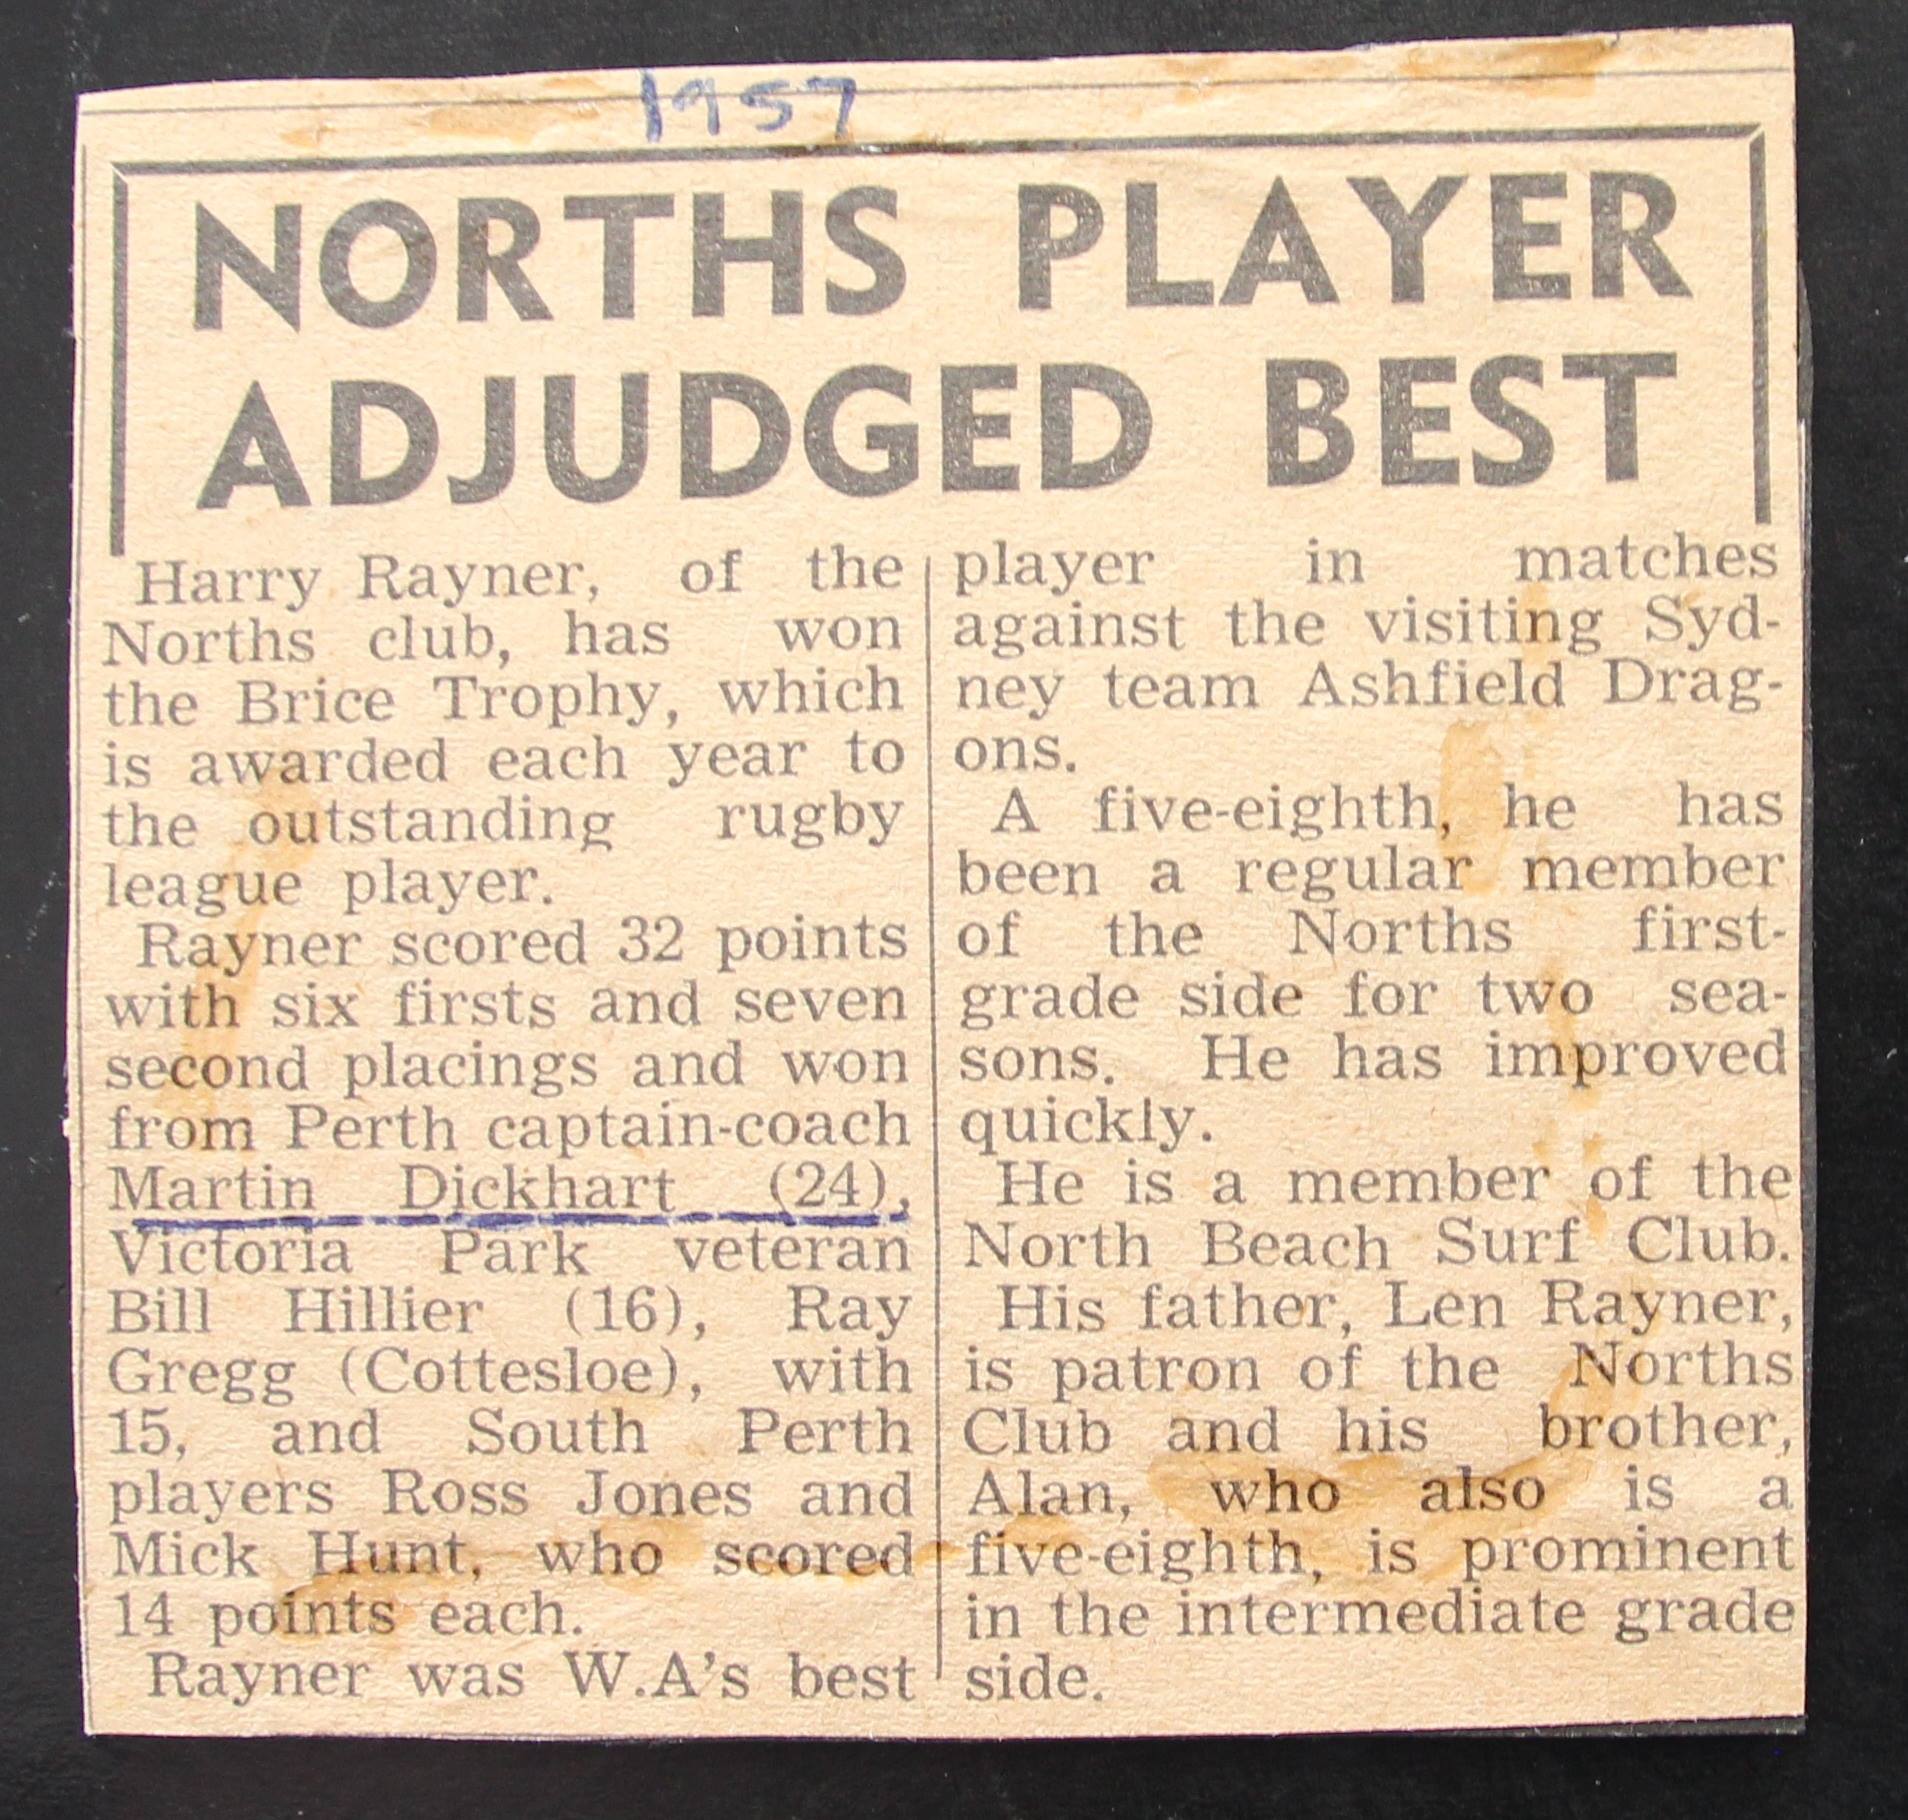 1957
NORTHS PLAYER
ADJUDGED BEST
Harry Rayner, of the
Norths club, has won
the Brice Trophy, which
is awarded each year to
the outstanding rugby
league player.
Rayner scored 32 points
with six firsts and seven
second placings and won
from Perth captain-coach
Martin Dickhart (24),
Victoria Park veteran
Bill Hillier (16), Ray
Gregg (Cottesloe), with
15, and South Perth
players Ross Jones and
Mick Hunt, who scored
14 points each.
Rayner was W.A's best
player in matches
against the visiting Syd-
ney team Ashfield Drag-
ons.
A five-eighth, he has
been a regular member
of the Norths first-
grade side for two sea-
sons. He has improved
quickly.
He is a member of the
North Beach Surf Club.
His father, Len Rayner,
is patron of the Norths
Club and his brother,
Alan, who also is a
five-eighth, is prominent
in the intermediate grade
side.